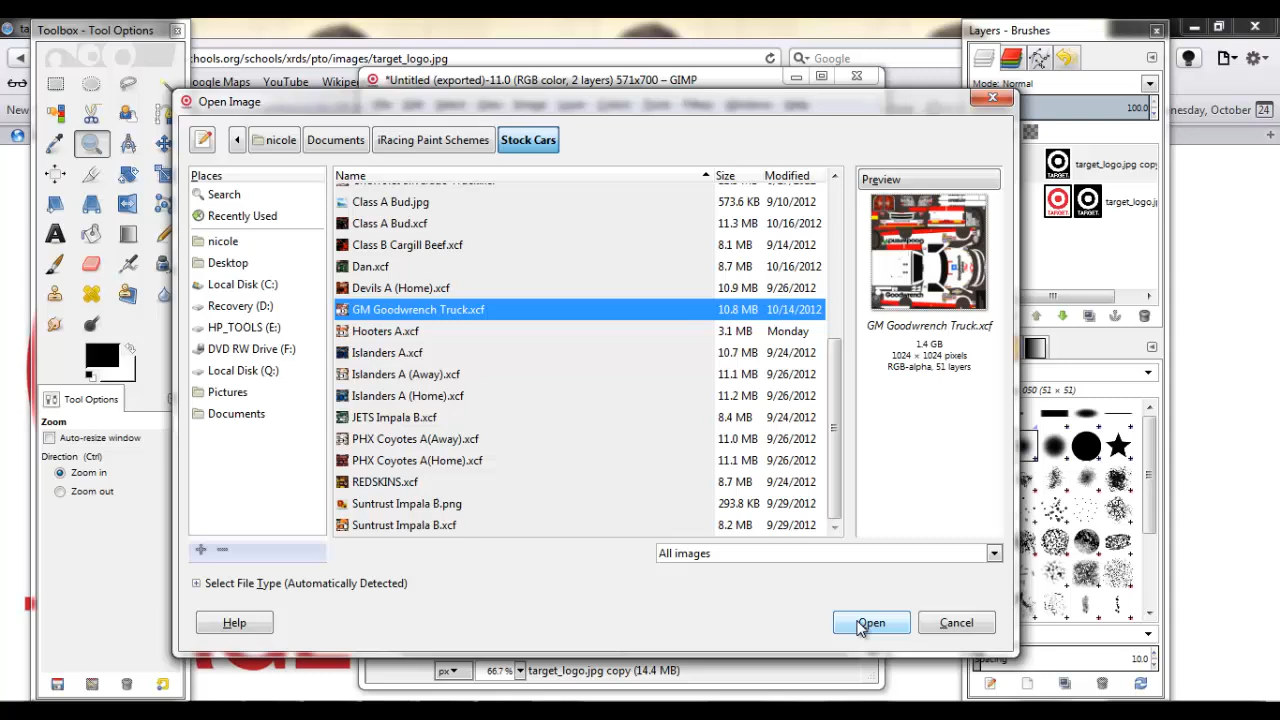 Toolbox - Tool Options
Layers - Brushes
chools.org/schools/sms/pto/images/target_logo.jpg
Google
oogle Maps
YouTube
Wikipe
*Untitled (exported)-11.0 (RGB color, 2 layers) 571x700 – GIMP
Mode: Normal
New
Open Image
100.0
nesday, October
24
nicole
Documents
iRacing Paint Schemes
Stock Cars
target_logo.jpg copy
target_logo.jp
Places
Name
Size
Modified
Preview
Search
Class A Bud.jpg
573.6 KB
9/10/2012
Recently Used
Class A Bud.xcf
11.3 MB
10/16/2012
nicole
Class B Cargill Beef.xcf
8.1 MB
9/14/2012
Desktop
Dan.xcf
8.7 MB
10/16/2012
Local Disk (C:)
Devils A (Home).xcf
10.9 MB
9/26/2012
Recovery (D:)
GM Goodwrench Truck.xcf
10.8 MB
10/14/2012
HP_TOOLS (E:)
Hooters A.xcf
3.1 MB
Monday
GM Goodwrench Truck.xcf
1.4 GB
1024 × 1024 pixels
RGB-alpha, 51 layers
DVD RW Drive (F:)
Islanders A.xcf
10.7 MB
9/24/2012
Local Disk (Q:)
Islanders A (Away).xcf
11.1 MB
9/26/2012
Pictures
Islanders A (Home).xcf
11.2 MB
9/26/2012
Documents
JETS Impala B.xcf
8.4 MB
9/24/2012
PHX Coyotes A(Away).xcf
11.0 MB
9/26/2012
PHX Coyotes A(Home).xcf
11.1 MB
9/26/2012
REDSKINS.xcf
8.7 MB
9/24/2012
Suntrust Impala B.png
293.8 KB
9/29/2012
Suntrust Impala B.xcf
8.2 MB
9/29/2012
Tool Options
Zoom
Auto-resize window
Direction (Ctrl)
Zoom in
Zoom out
050 (51 × 51)
All images
Select File Type (Automatically Detected)
Help
Open
Cancel
px
66.7 %
target_logo.jpg copy (14.4 MB)
Spacing
10.0